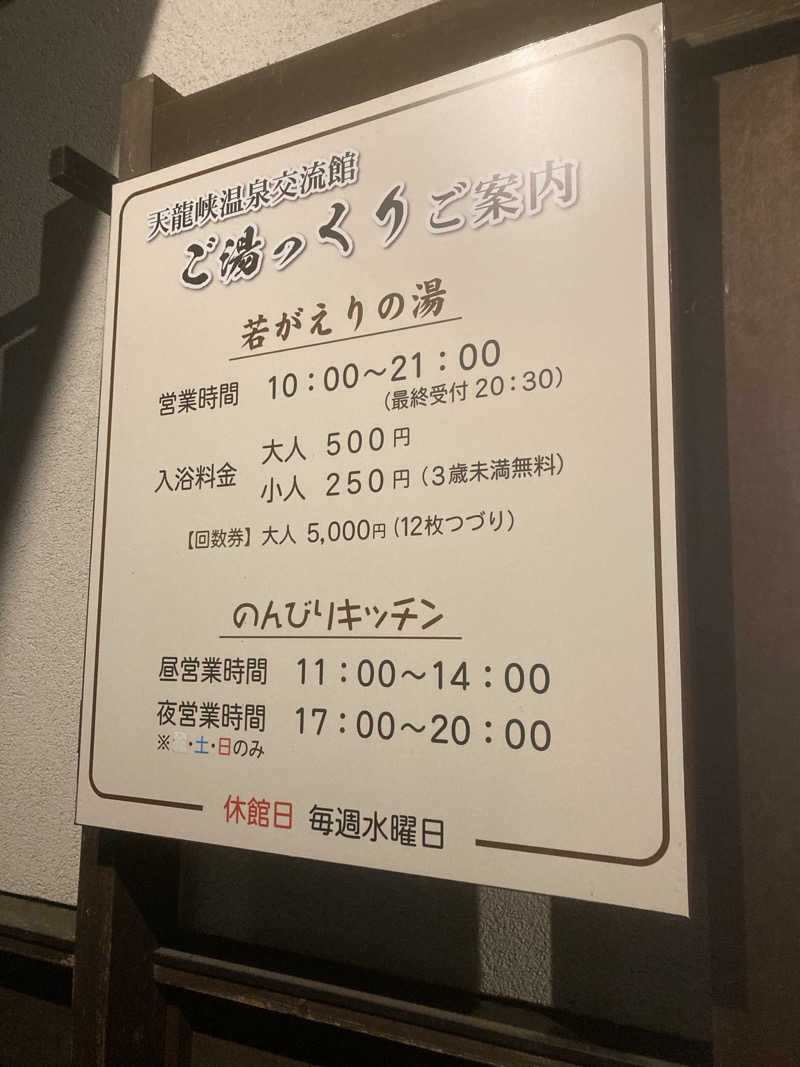 天龍峡温泉交流館
ご湯っくりご案内
若がえりの湯
営業時間 10：00～21：00
（最終受付 20：30）
入浴料金 大人 500円
小人 250円（3歳未満無料）
【回数券】大人 5,000円（12枚つづり）
のんびりキッチン
昼営業時間 11：00～14：00
夜営業時間 17：00～20：00
※・土・日のみ
休館日 毎週水曜日